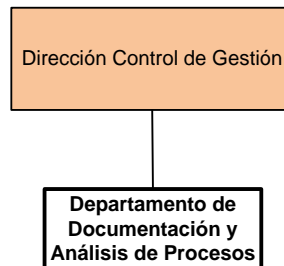 Dirección Control de Gestión
Departamento de
Documentación y
Análisis de Procesos